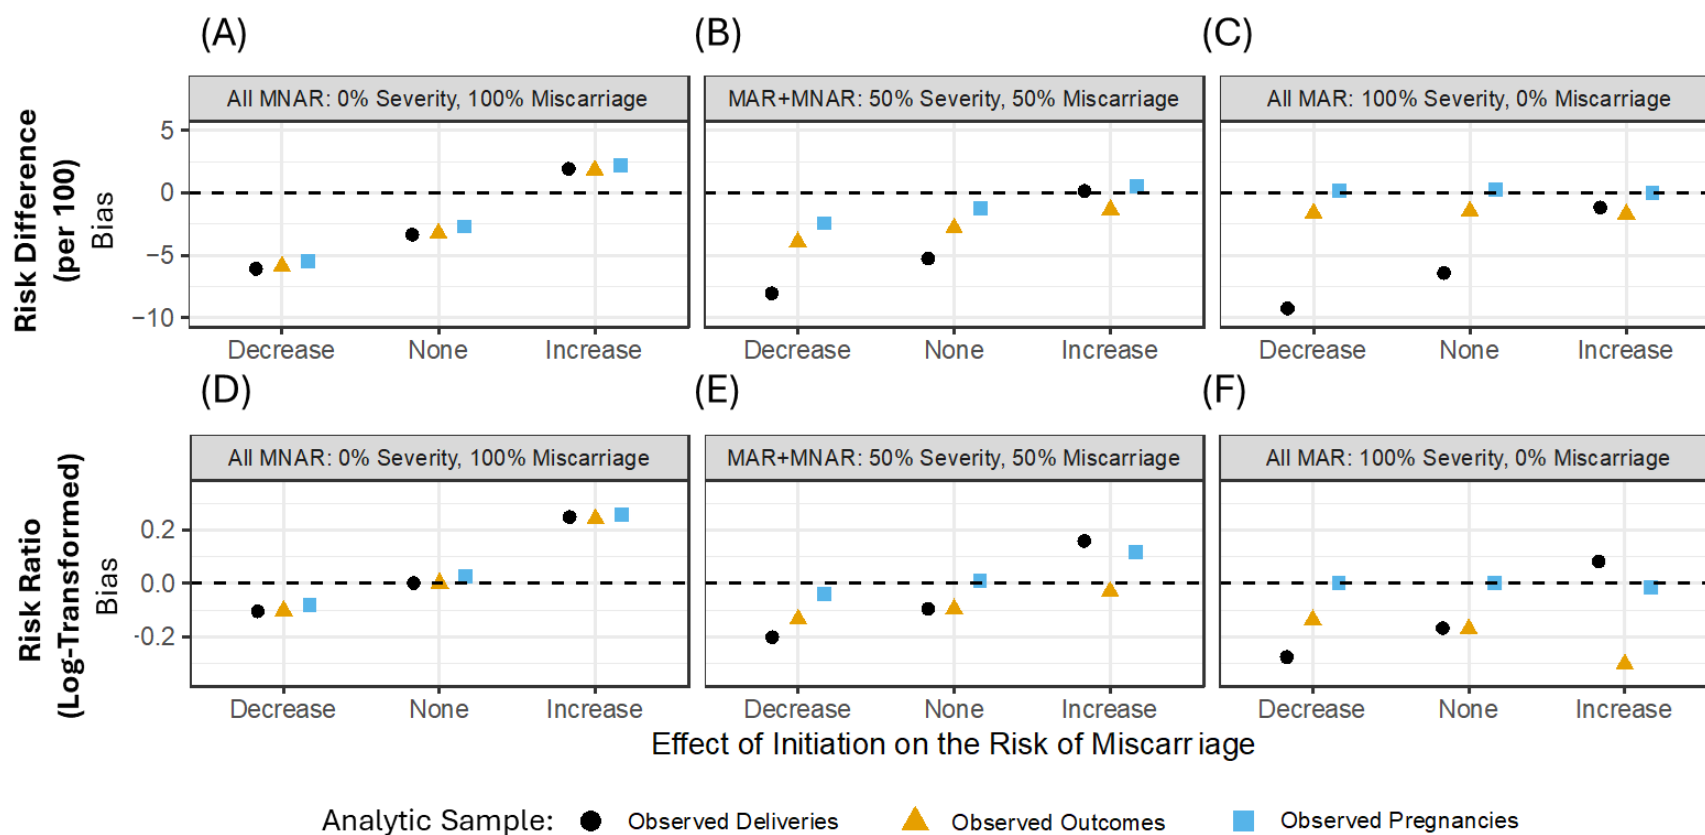 (A) (B) (C)
All MNAR: 0% Severity, 100% Miscarriage
MAR+MNAR: 50% Severity, 50% Miscarriage
All MAR: 100% Severity, 0% Miscarriage
Risk Difference
(per 100)
Bias
5
0
−5
−10
Decrease None Increase
Decrease None Increase
Decrease None Increase
(D) (E) (F)
All MNAR: 0% Severity, 100% Miscarriage
MAR+MNAR: 50% Severity, 50% Miscarriage
All MAR: 100% Severity, 0% Miscarriage
Risk Ratio
(Log-Transformed)
Bias
0.2
0.0
-0.2
Decrease None Increase
Decrease None Increase
Decrease None Increase
Effect of Initiation on the Risk of Miscarriage
Analytic Sample: Observed Deliveries Observed Outcomes Observed Pregnancies